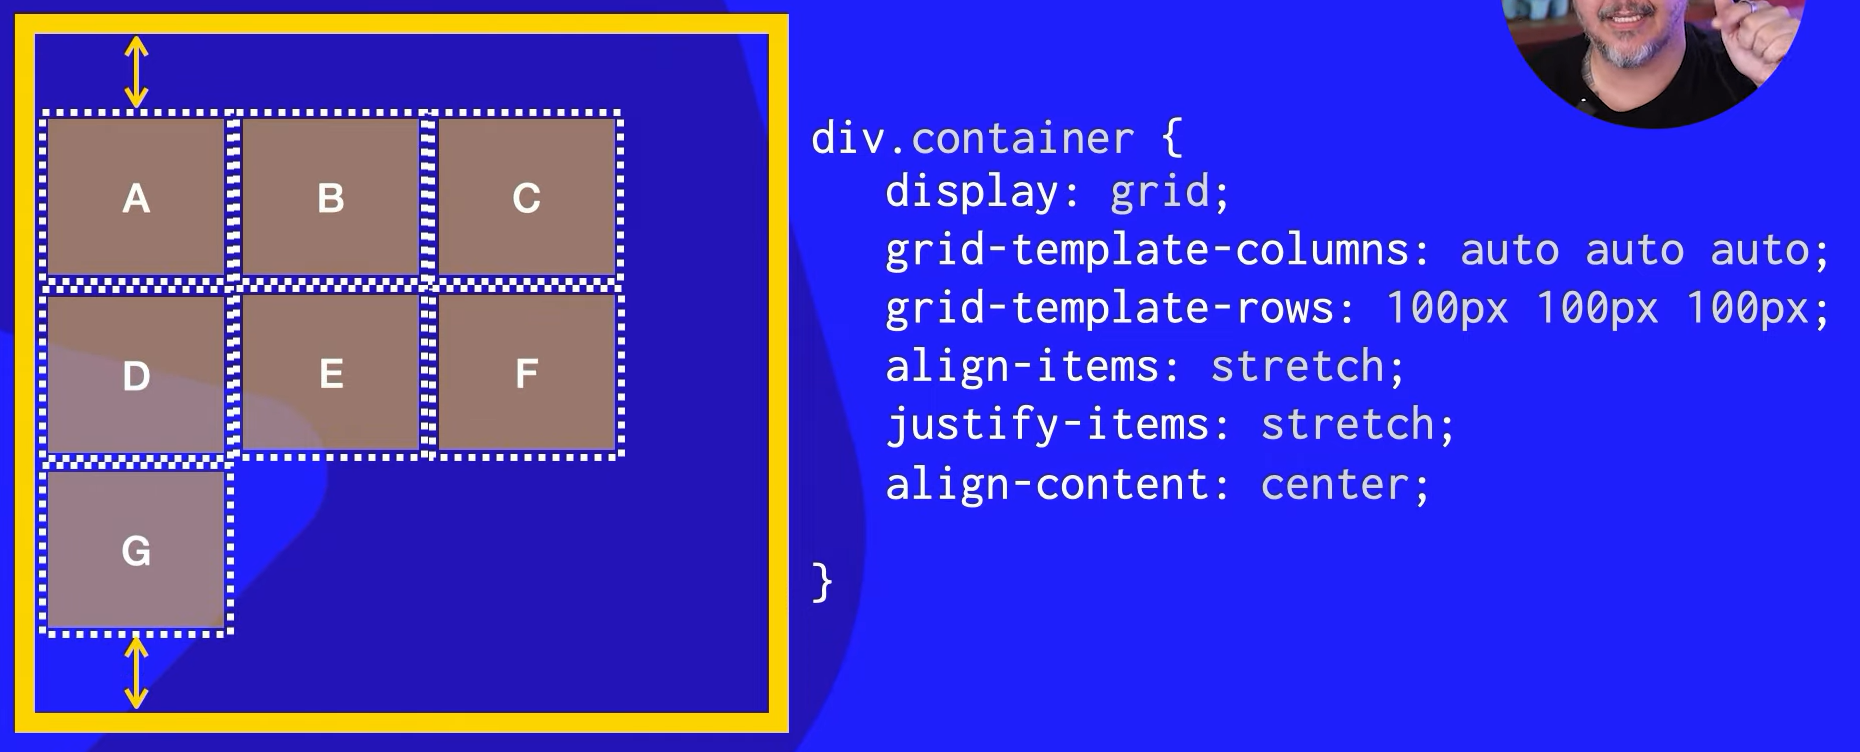 A B C
D E F
G
div.container {
display: grid;
grid-template-columns: auto auto auto;
grid-template-rows: 100px 100px 100px;
align-items: stretch;
justify-items: stretch;
align-content: center;
}